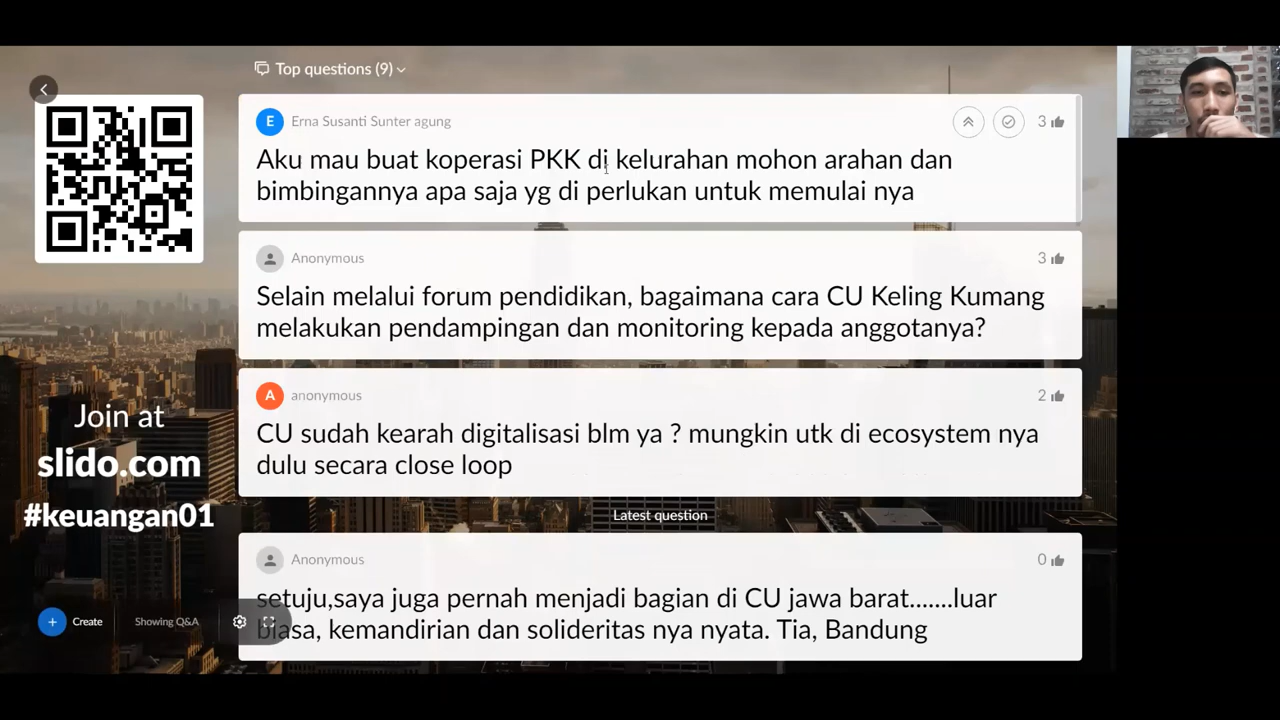 Top questions (9)
E
Erna Susanti Sunter agung
3
Aku mau buat koperasi PKK di kelurahan mohon arahan dan
bimbingannya apa saja yg di perlukan untuk memulai nya
Anonymous
3
Selain melalui forum pendidikan, bagaimana cara CU Keling Kumang
melakukan pendampingan dan monitoring kepada anggotanya?
A
anonymous
2
CU sudah kearah digitalisasi blm ya ? mungkin utk di ecosystem nya
dulu secara close loop
Latest question
Anonymous
0
setuju,saya juga pernah menjadi bagian di CU jawa barat.......luar
biasa, kemandirian dan solideritas nya nyata. Tia, Bandung
Join at
slido.com
#keuangan01
Create
Showing Q&A